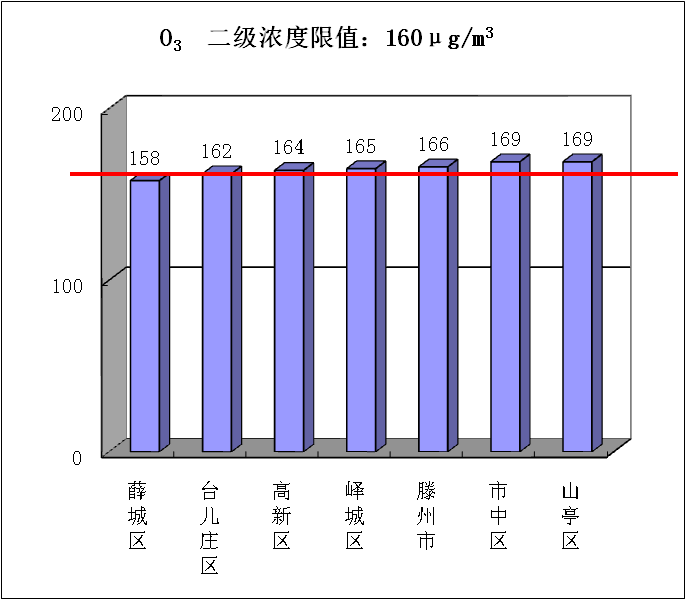 O₃ 二级浓度限值：160μg/m³
200
100
0
158
162
164
165
166
169
169
薛城区
台儿庄区
高新区
峄城区
滕州市
市中区
山亭区